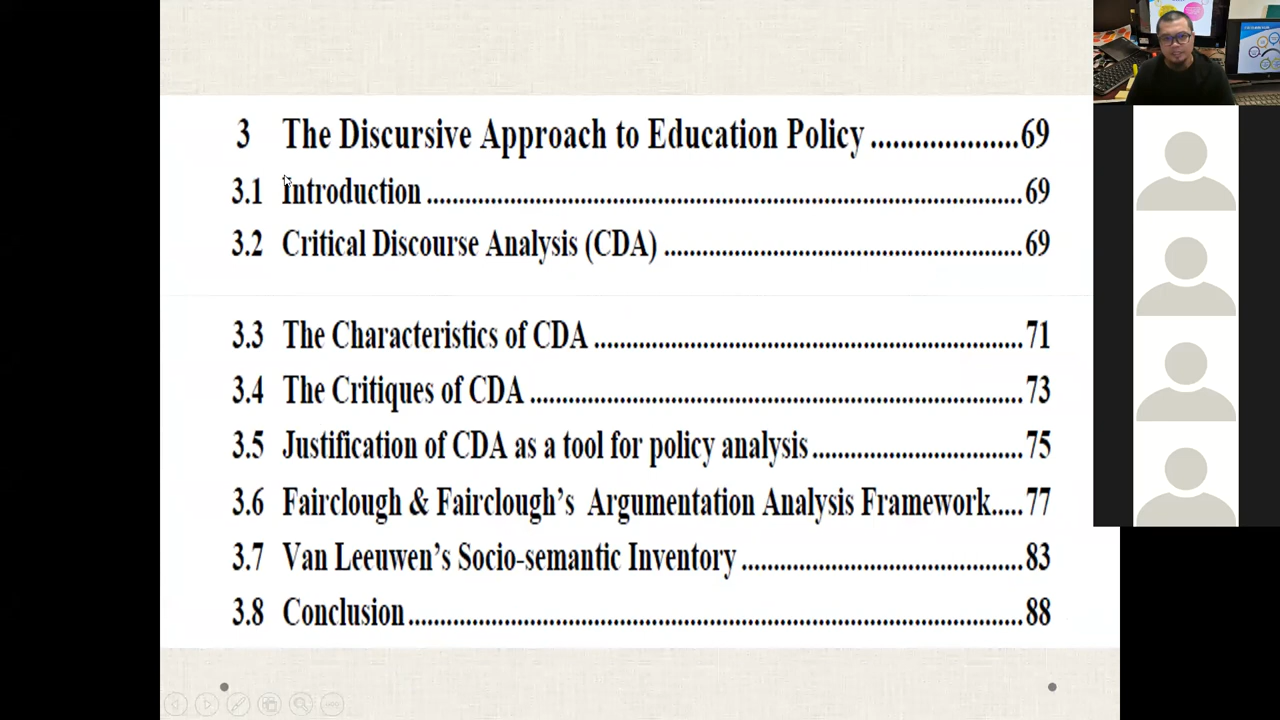 3 The Discursive Approach to Education Policy ....................69
3.1 Introduction ..............................................................................................69
3.2 Critical Discourse Analysis (CDA) ........................................................69
3.3 The Characteristics of CDA ...................................................................71
3.4 The Critiques of CDA .............................................................................73
3.5 Justification of CDA as a tool for policy analysis .................................75
3.6 Fairclough & Fairclough’s Argumentation Analysis Framework.....77
3.7 Van Leeuwen’s Socio-semantic Inventory ............................................83
3.8 Conclusion .................................................................................................88